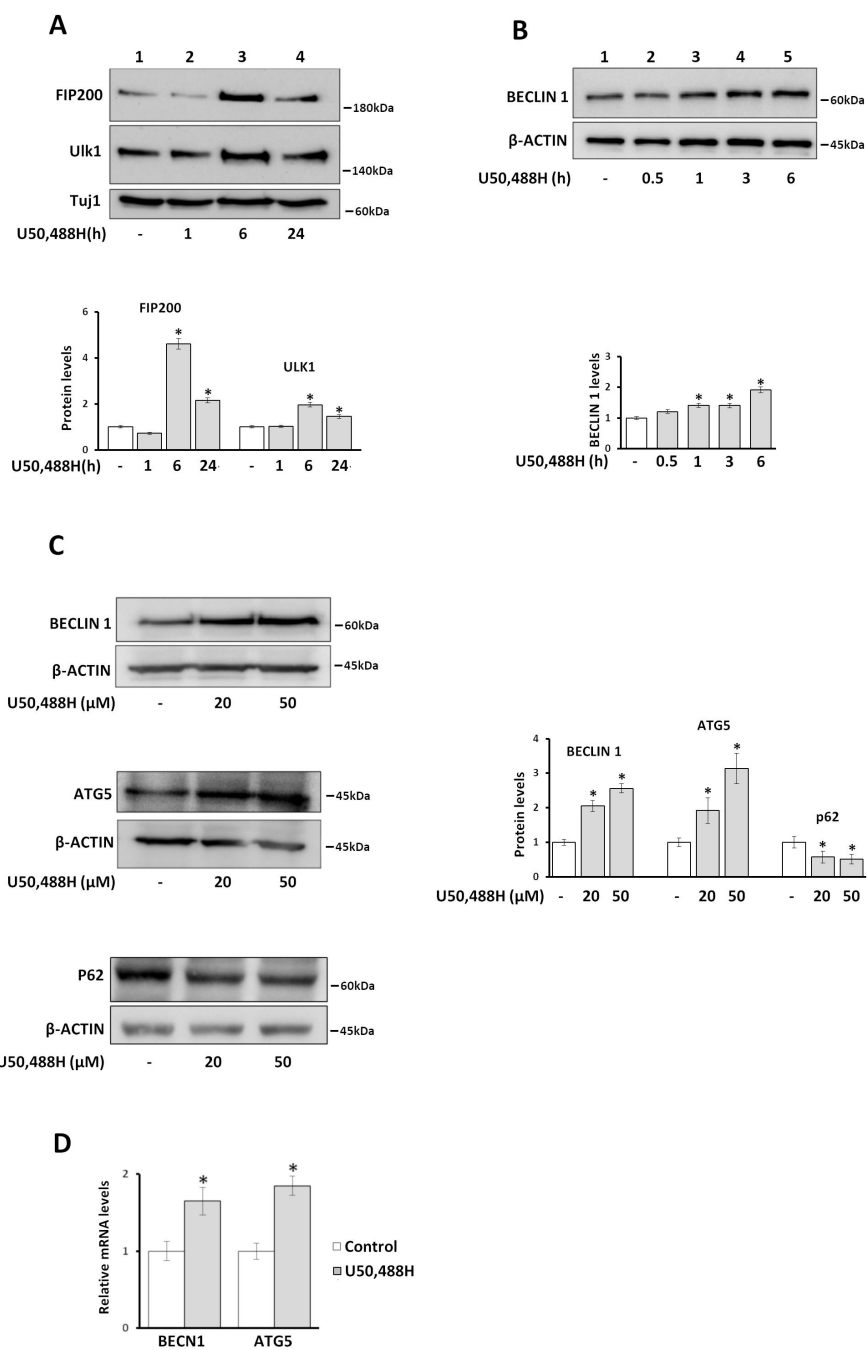 A
1 2 3 4
FIP200
–180kDa
Ulk1
–140kDa
Tuj1
–60kDa
U50,488H(h) - 1 6 24
FIP200
ULK1
Protein levels
6
4
2
0
* * * *
U50,488H(h) - 1 6 24 - 1 6 24
B
1 2 3 4 5
BECLIN 1
–60kDa
β-ACTIN
–45kDa
U50,488H (h) - 0.5 1 3 6
BECLIN 1 levels
3
2
1
0
* * *
U50,488H (h) - 0.5 1 3 6
C
BECLIN 1
–60kDa
β-ACTIN
–45kDa
U50,488H (µM) - 20 50
ATG5
–45kDa
β-ACTIN
–45kDa
U50,488H (µM) - 20 50
P62
–60kDa
β-ACTIN
–45kDa
U50,488H (µM) - 20 50
BECLIN 1
ATG5
p62
Protein levels
4
3
2
1
0
* * * * * *
U50,488H (µM) - 20 50 - 20 50 - 20 50
D
Relative mRNA levels
2
1
0
* *
BECN1 ATG5
Control
U50,488H